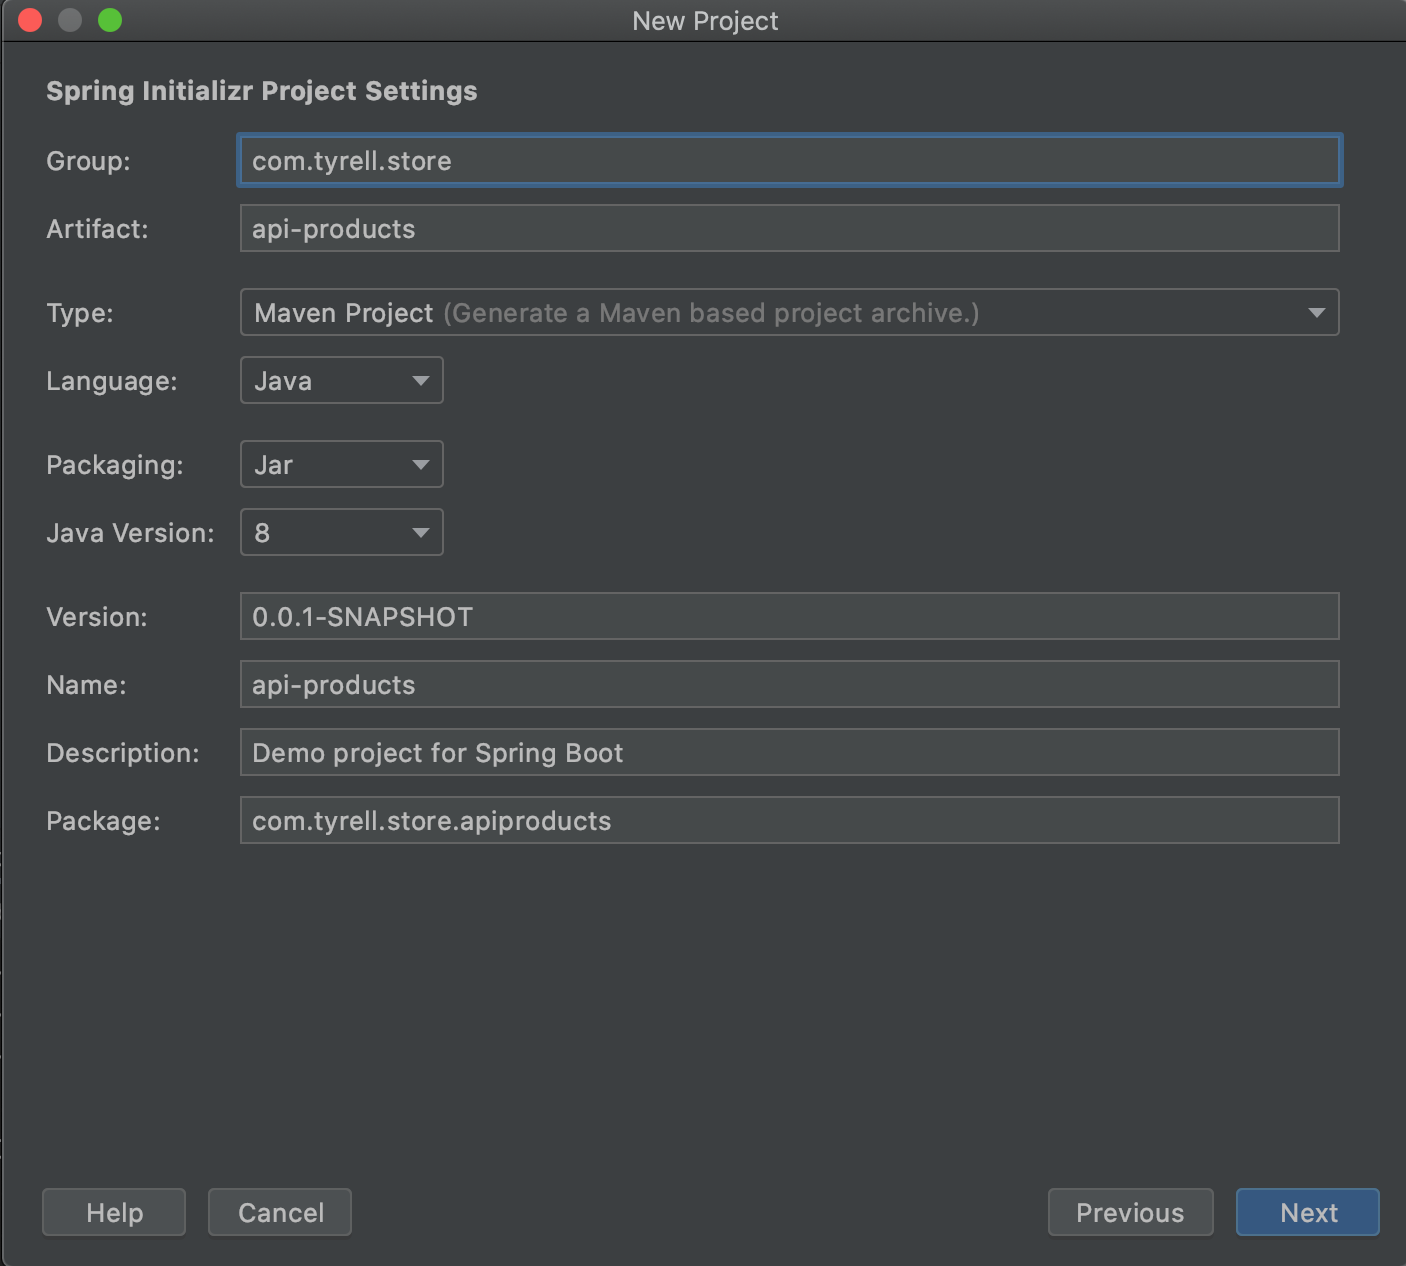 New Project
Spring Initializr Project Settings
Group: com.tyrell.store
Artifact: api-products
Type: Maven Project (Generate a Maven based project archive.)
Language: Java
Packaging: Jar
Java Version: 8
Version: 0.0.1-SNAPSHOT
Name: api-products
Description: Demo project for Spring Boot
Package: com.tyrell.store.apiproducts
Help Cancel Previous Next